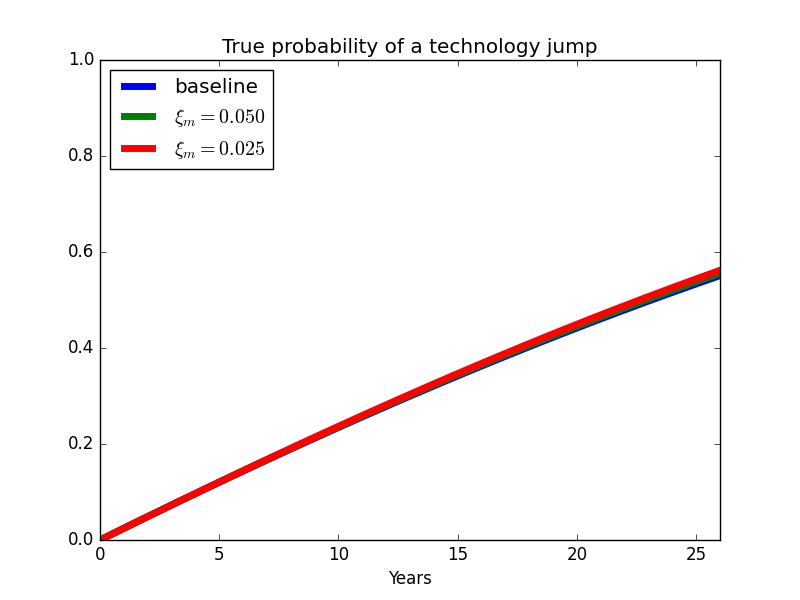 True probability of a technology jump
baseline
ξₘ = 0.050
ξₘ = 0.025
1.0
0.8
0.6
0.4
0.2
0.0
0 5 10 15 20 25
Years